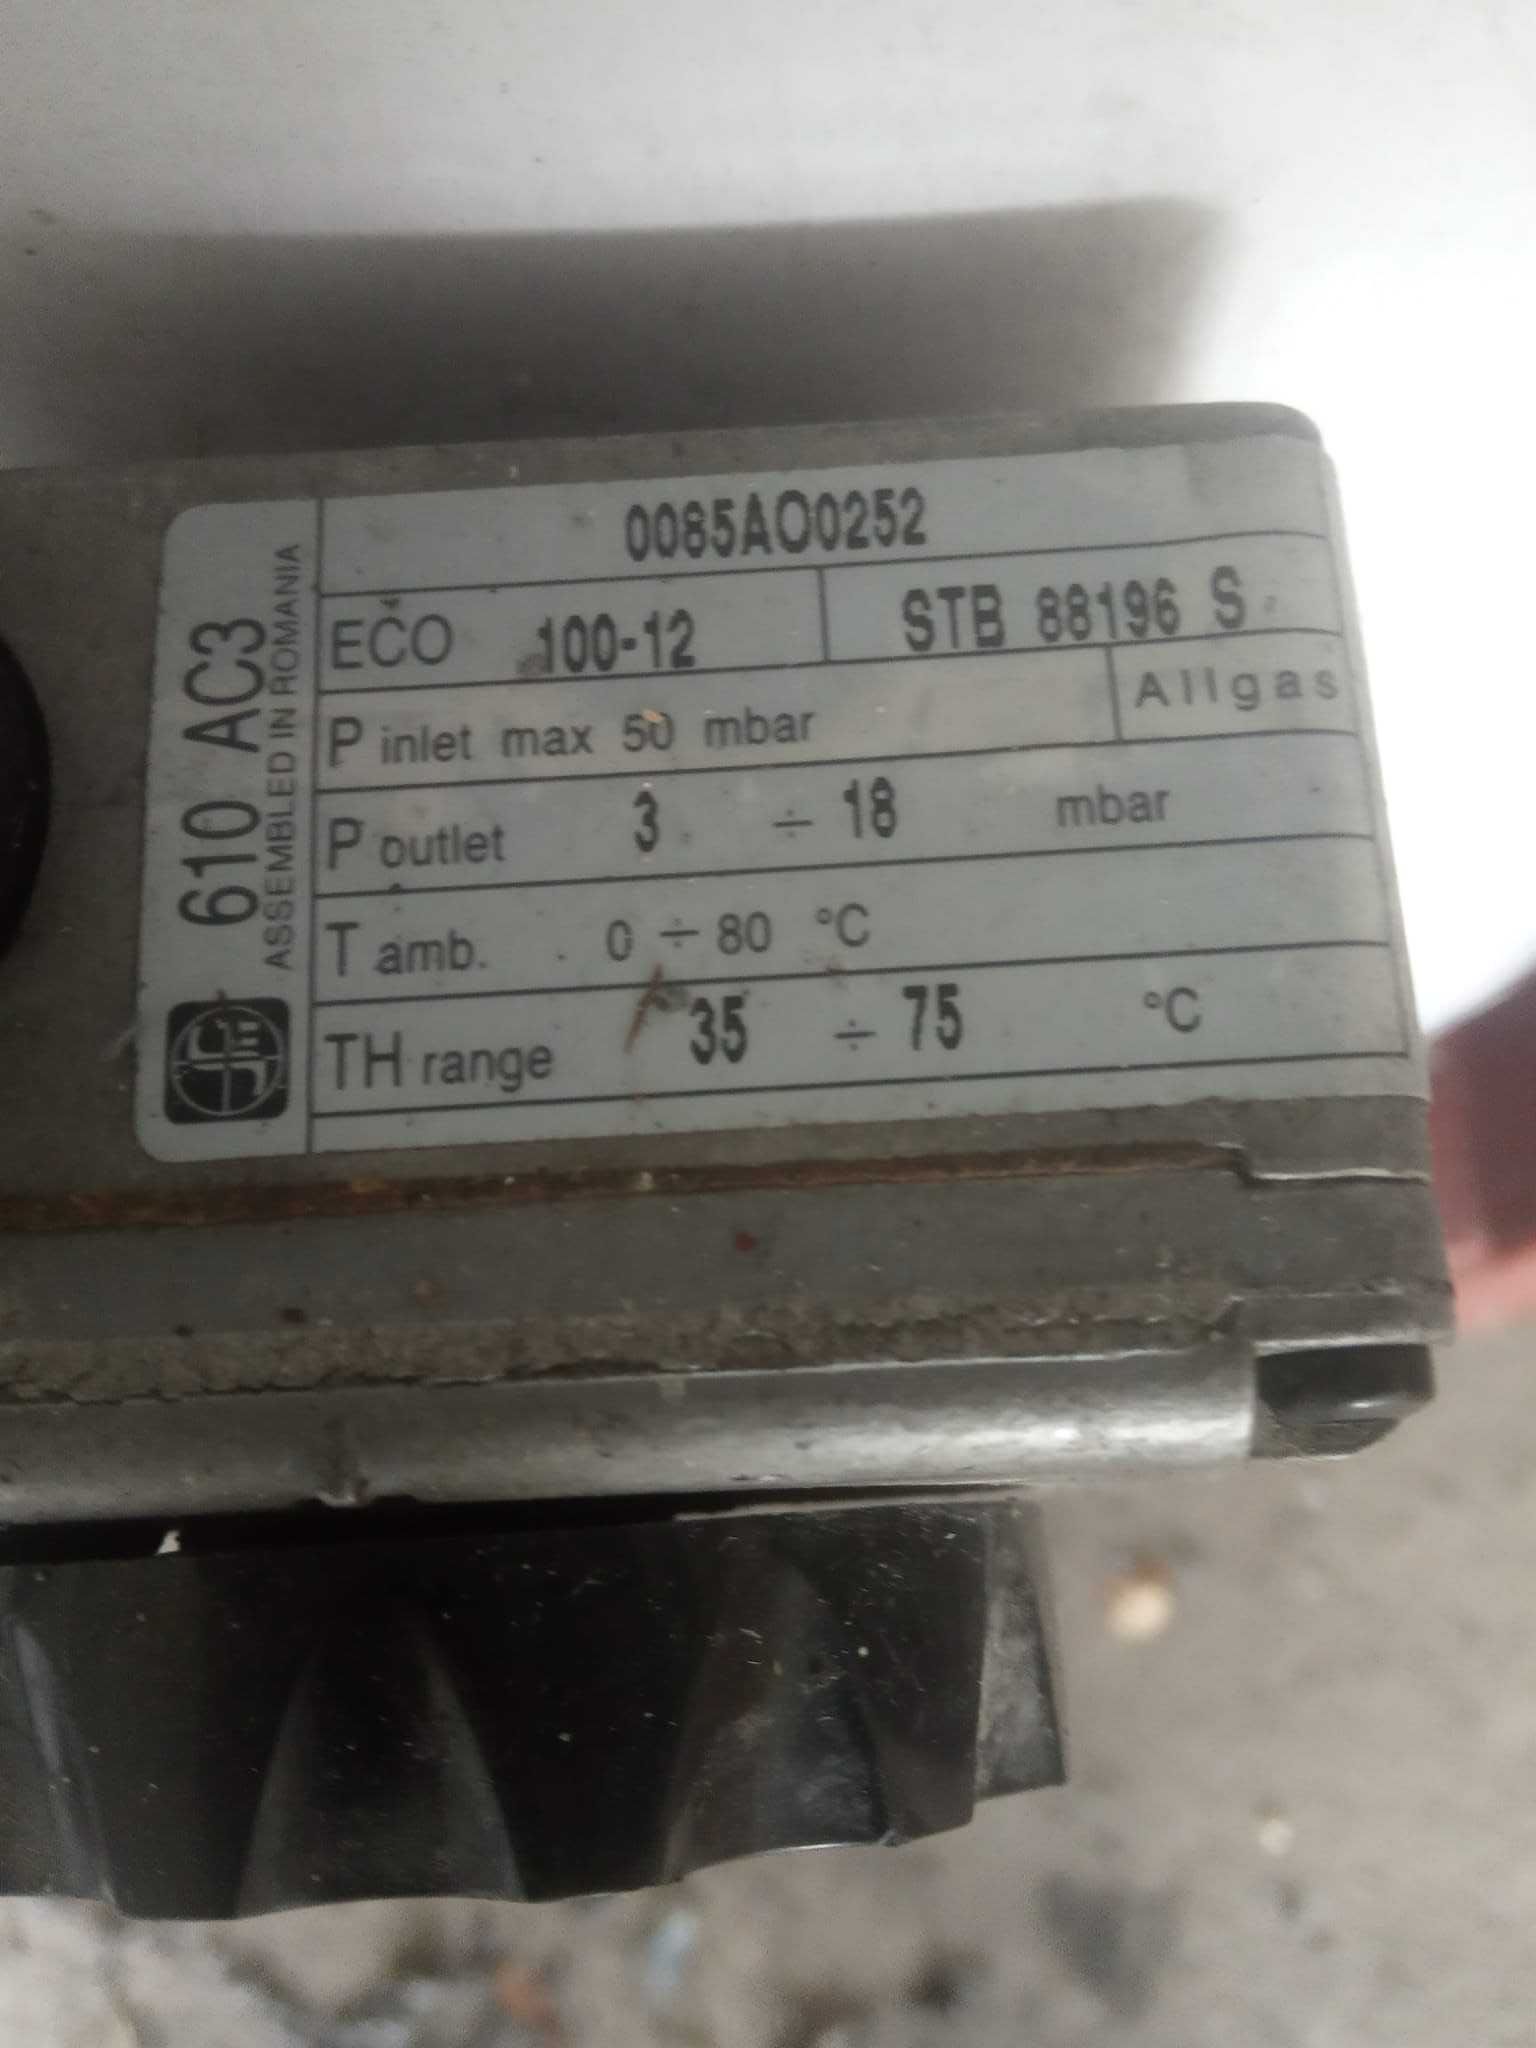 610 AC3
ASSEMBLED IN ROMANIA
0085AO0252
ECO 100-12 STB 88196 S
P inlet max 50 mbar Allgas
P outlet 3 ÷ 18 mbar
T amb. 0 ÷ 80 °C
TH range 35 ÷ 75 °C